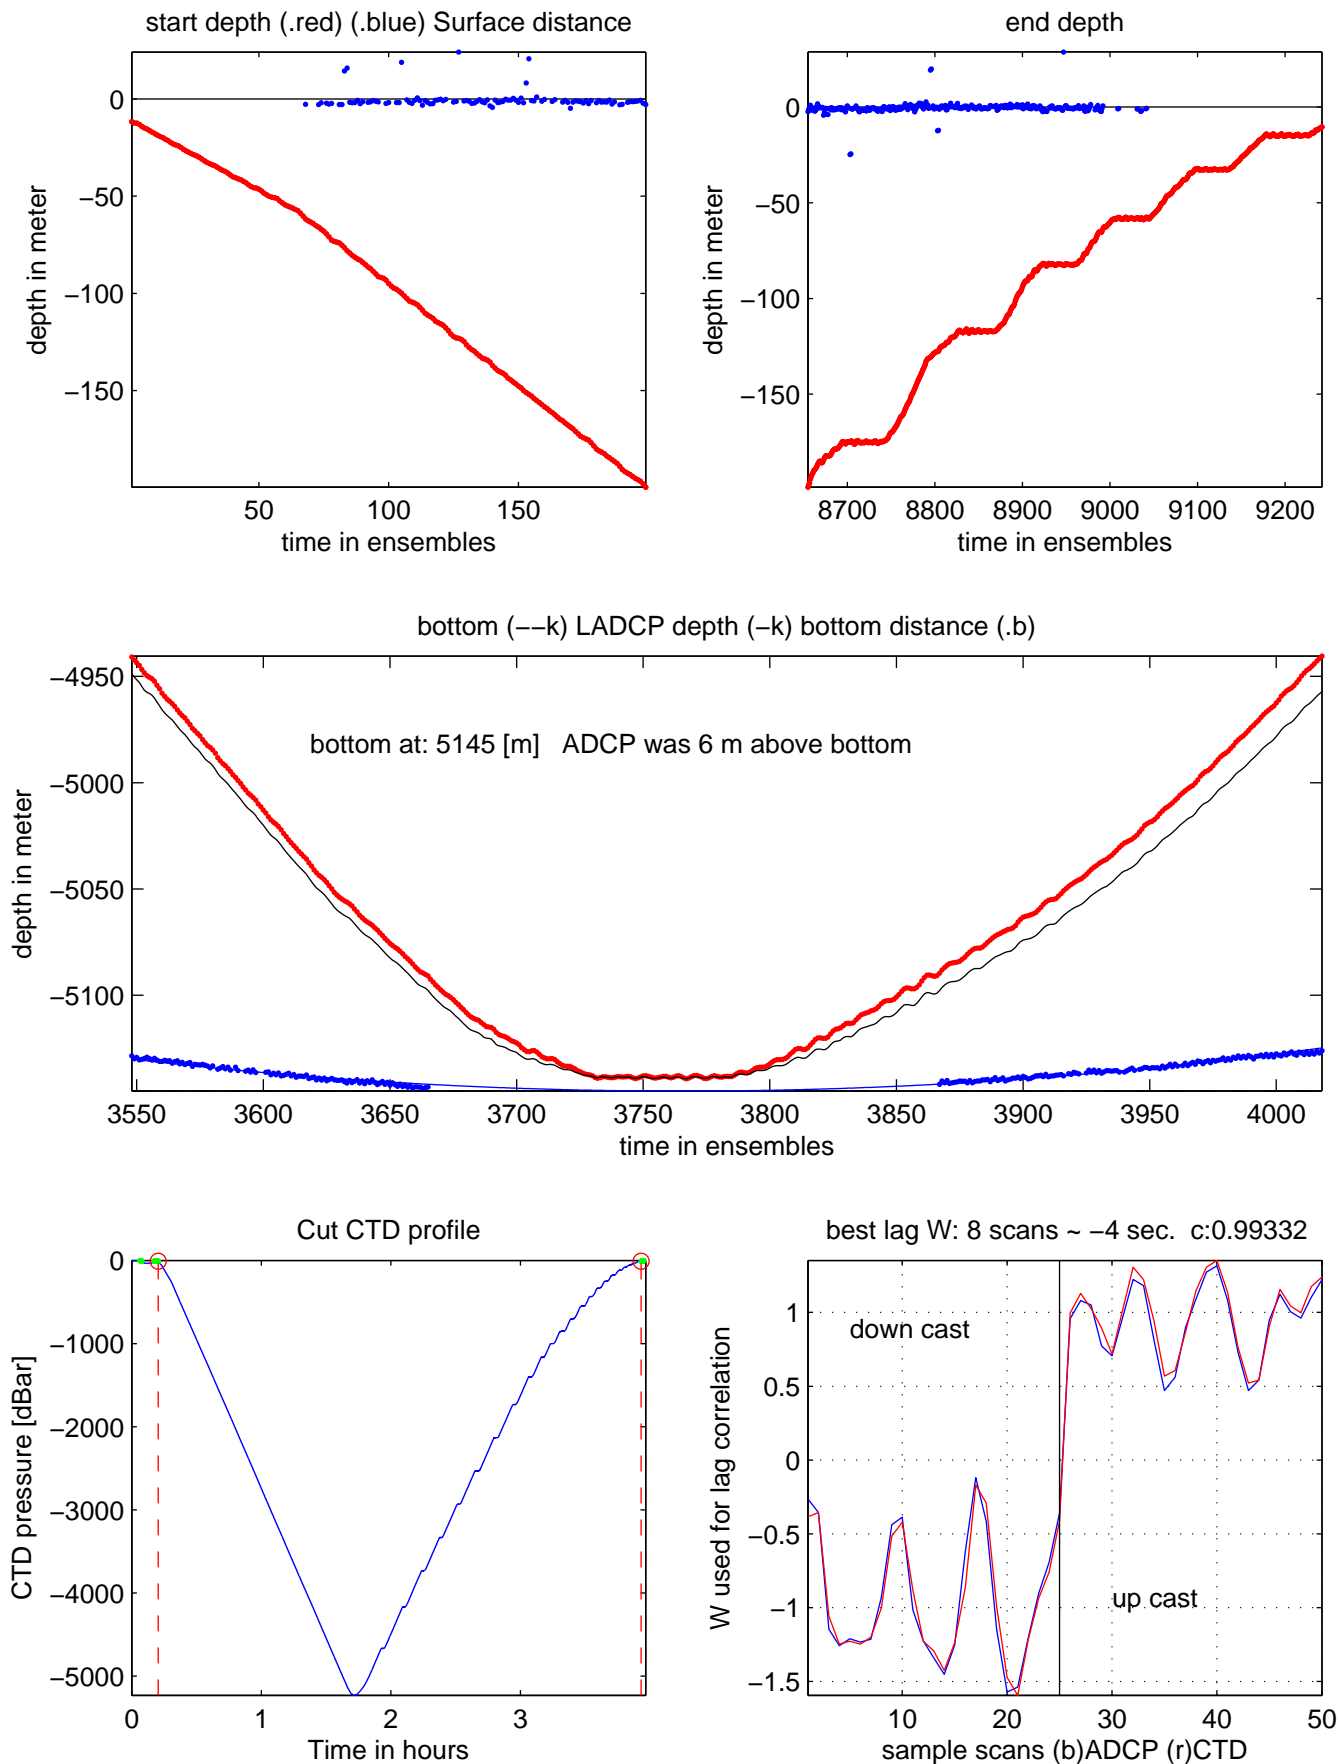 start depth (.red) (.blue) Surface distance
0
−50
−100
−150
depth in meter
50
100
150
time in ensembles
end depth
0
−50
−100
−150
depth in meter
8700
8800
8900
9000
9100
9200
time in ensembles
bottom (−−k) LADCP depth (−k) bottom distance (.b)
bottom at: 5145 [m]   ADCP was 6 m above bottom
−4950
−5000
−5050
−5100
depth in meter
3550
3600
3650
3700
3750
3800
3850
3900
3950
4000
time in ensembles
Cut CTD profile
0
−1000
−2000
−3000
−4000
−5000
CTD pressure [dBar]
0
1
2
3
Time in hours
best lag W: 8 scans ~ −4 sec.  c:0.99332
down cast
up cast
1
0.5
0
−0.5
−1
−1.5
W used for lag correlation
10
20
30
40
50
sample scans (b)ADCP (r)CTD